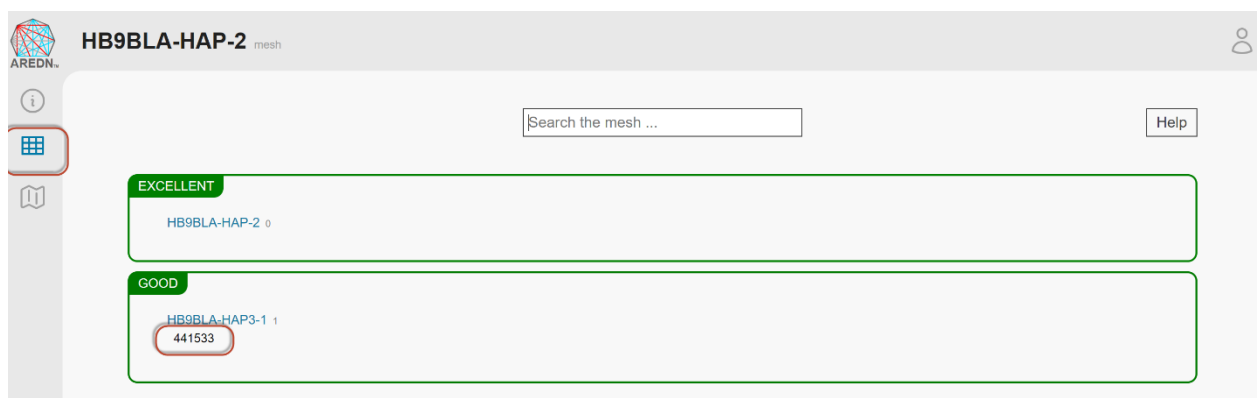 AREDN™
HB9BLA-HAP-2 mesh
Search the mesh ...
Help
EXCELLENT
HB9BLA-HAP-2 0
GOOD
HB9BLA-HAP3-1 1
441533